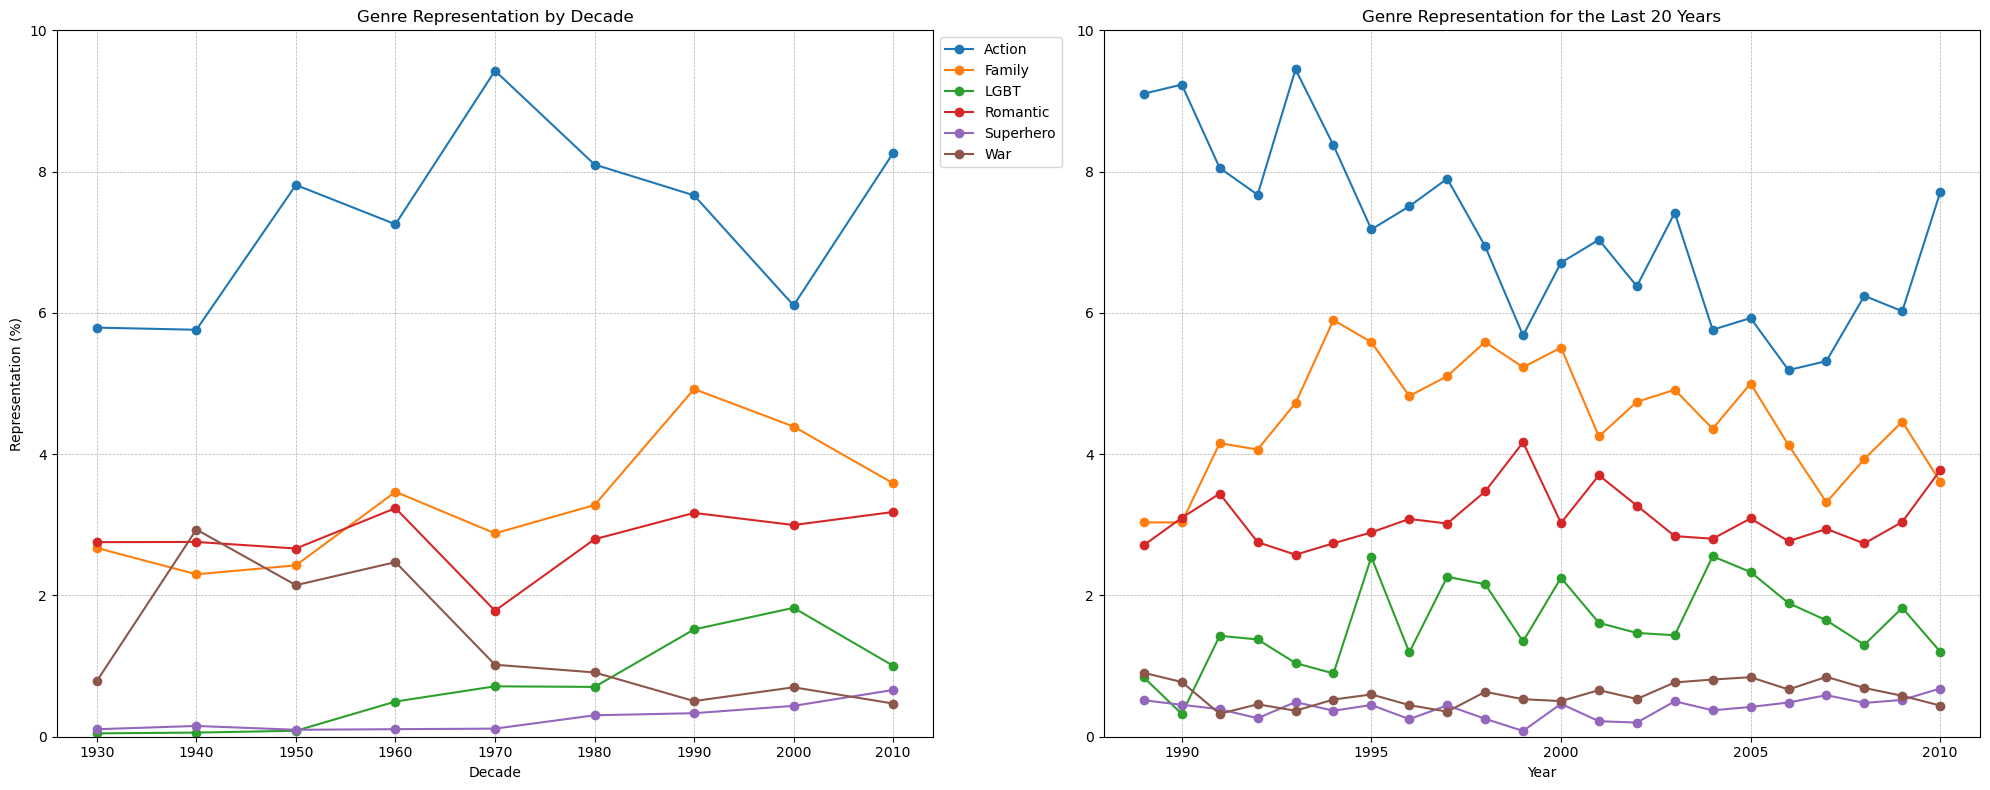 Genre Representation by Decade
10
8
6
4
2
0
Representation (%)
1930 1940 1950 1960 1970 1980 1990 2000 2010
Decade
Action
Family
LGBT
Romantic
Superhero
War
Genre Representation for the Last 20 Years
10
8
6
4
2
0
1990 1995 2000 2005 2010
Year